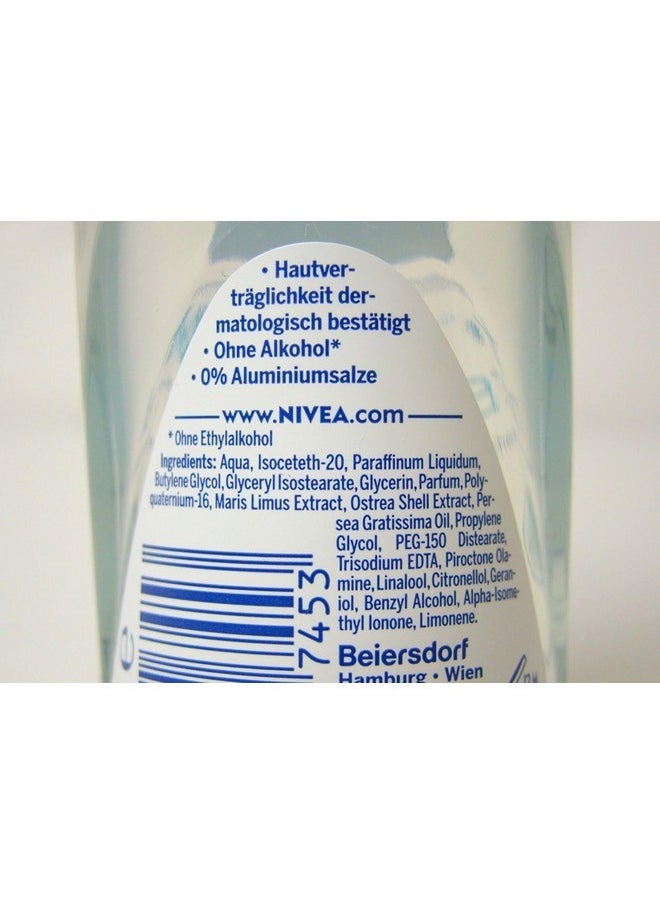 • Hautver-
träglichkeit der-
matologisch bestätigt
• Ohne Alkohol*
• 0% Aluminiumsalze
www.NIVEA.com
* Ohne Ethylalkohol
Ingredients: Aqua, Isoceteth-20, Paraffinum Liquidum,
Butylene Glycol, Glyceryl Isostearate, Glycerin, Parfum, Poly-
quaternium-16, Maris Limus Extract, Ostrea Shell Extract, Per-
sea Gratissima Oil, Propylene
Glycol, PEG-150 Distearate,
Trisodium EDTA, Piroctone Ola-
mine, Linalool, Citronellol, Geran-
iol, Benzyl Alcohol, Alpha-Isome-
thyl Ionone, Limonene.
7453
e
Beiersdorf
Hamburg • Wien